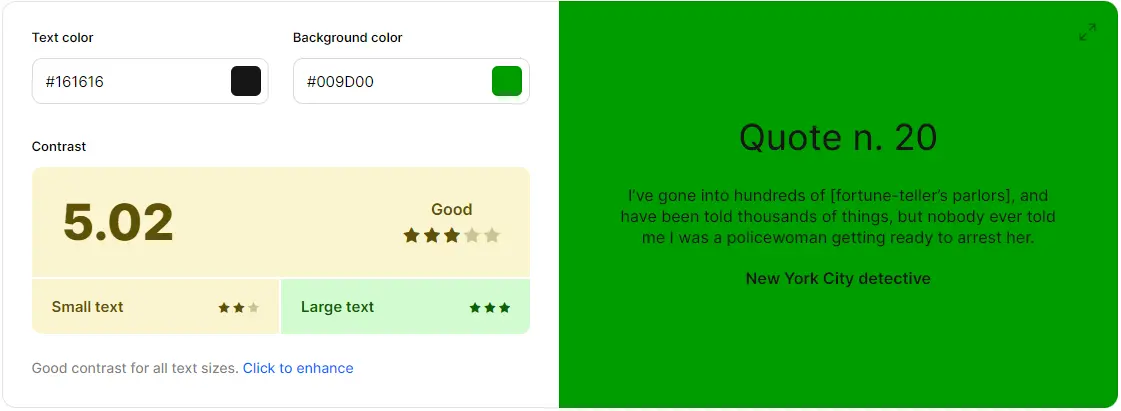 Text color
Background color
#161616
#009D00
Contrast
5.02
Good
Small text
Large text
Good contrast for all text sizes. Click to enhance
Quote n. 20
I've gone into hundreds of [fortune-teller's parlors], and
have been told thousands of things, but nobody ever told
me I was a policewoman getting ready to arrest her.
New York City detective